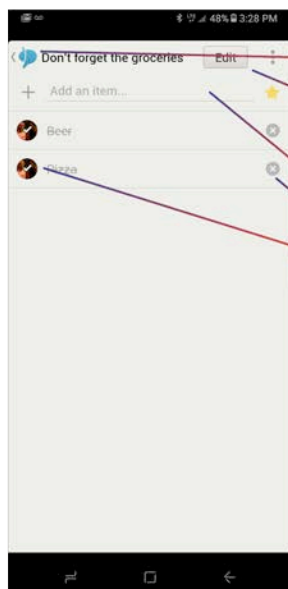 48% 3:28 PM
Don't forget the groceries Edit
Add an item...
Beer
Pizza